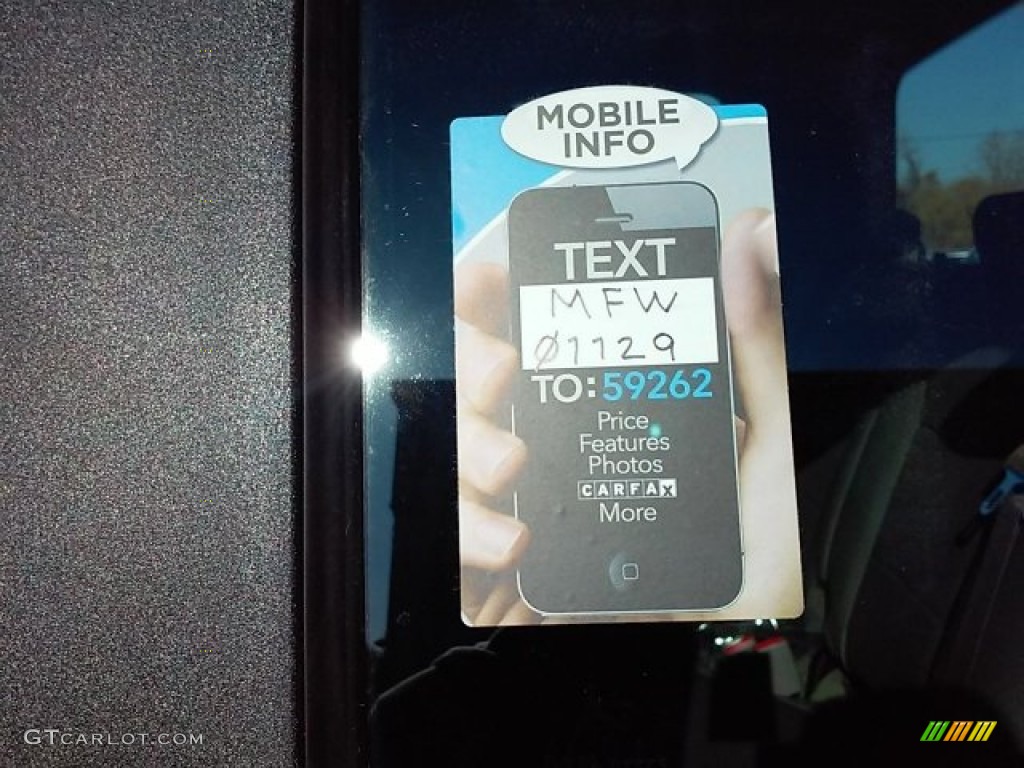 MOBILE
INFO
TEXT
MFW
Ø1129
TO: 59262
Price
Features
Photos
CARFAX
More
GTCARLOT.COM